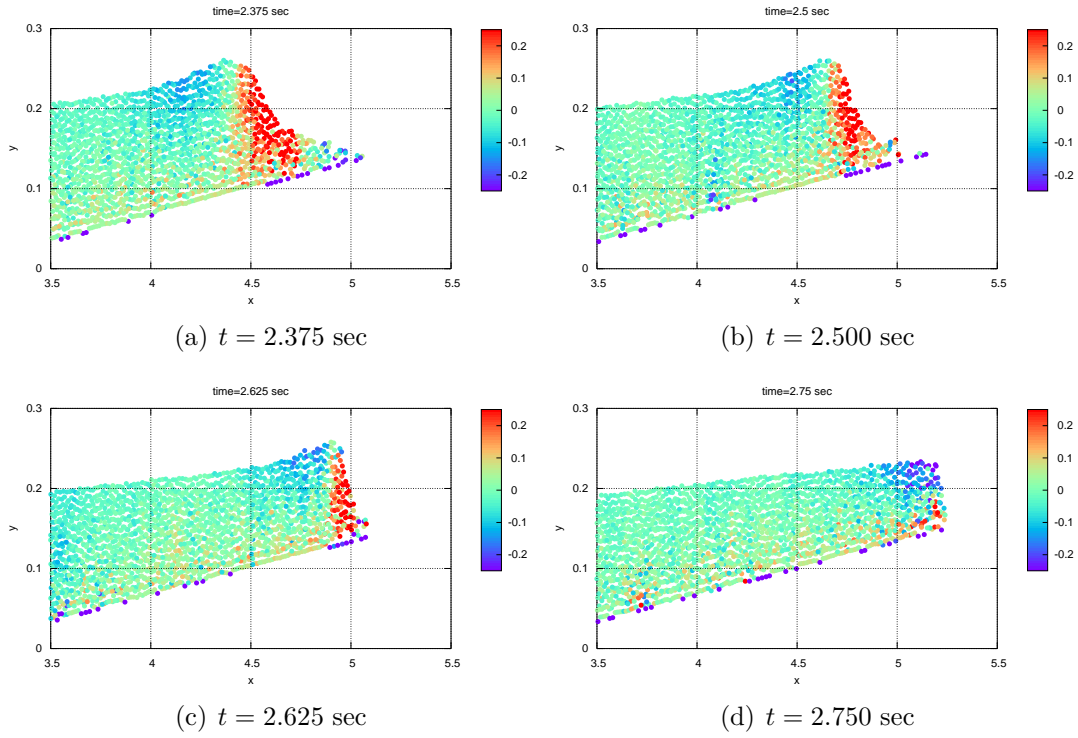 time=2.375 sec
time=2.5 sec
0.3
0.2
0.1
0
y
3.5 4 4.5 5 5.5
x
0.2
0.1
0
-0.1
-0.2
0.3
0.2
0.1
0
y
3.5 4 4.5 5 5.5
x
0.2
0.1
0
-0.1
-0.2
(a) t = 2.375 sec
(b) t = 2.500 sec
time=2.625 sec
time=2.75 sec
0.3
0.2
0.1
0
y
3.5 4 4.5 5 5.5
x
0.2
0.1
0
-0.1
-0.2
0.3
0.2
0.1
0
y
3.5 4 4.5 5 5.5
x
0.2
0.1
0
-0.1
-0.2
(c) t = 2.625 sec
(d) t = 2.750 sec